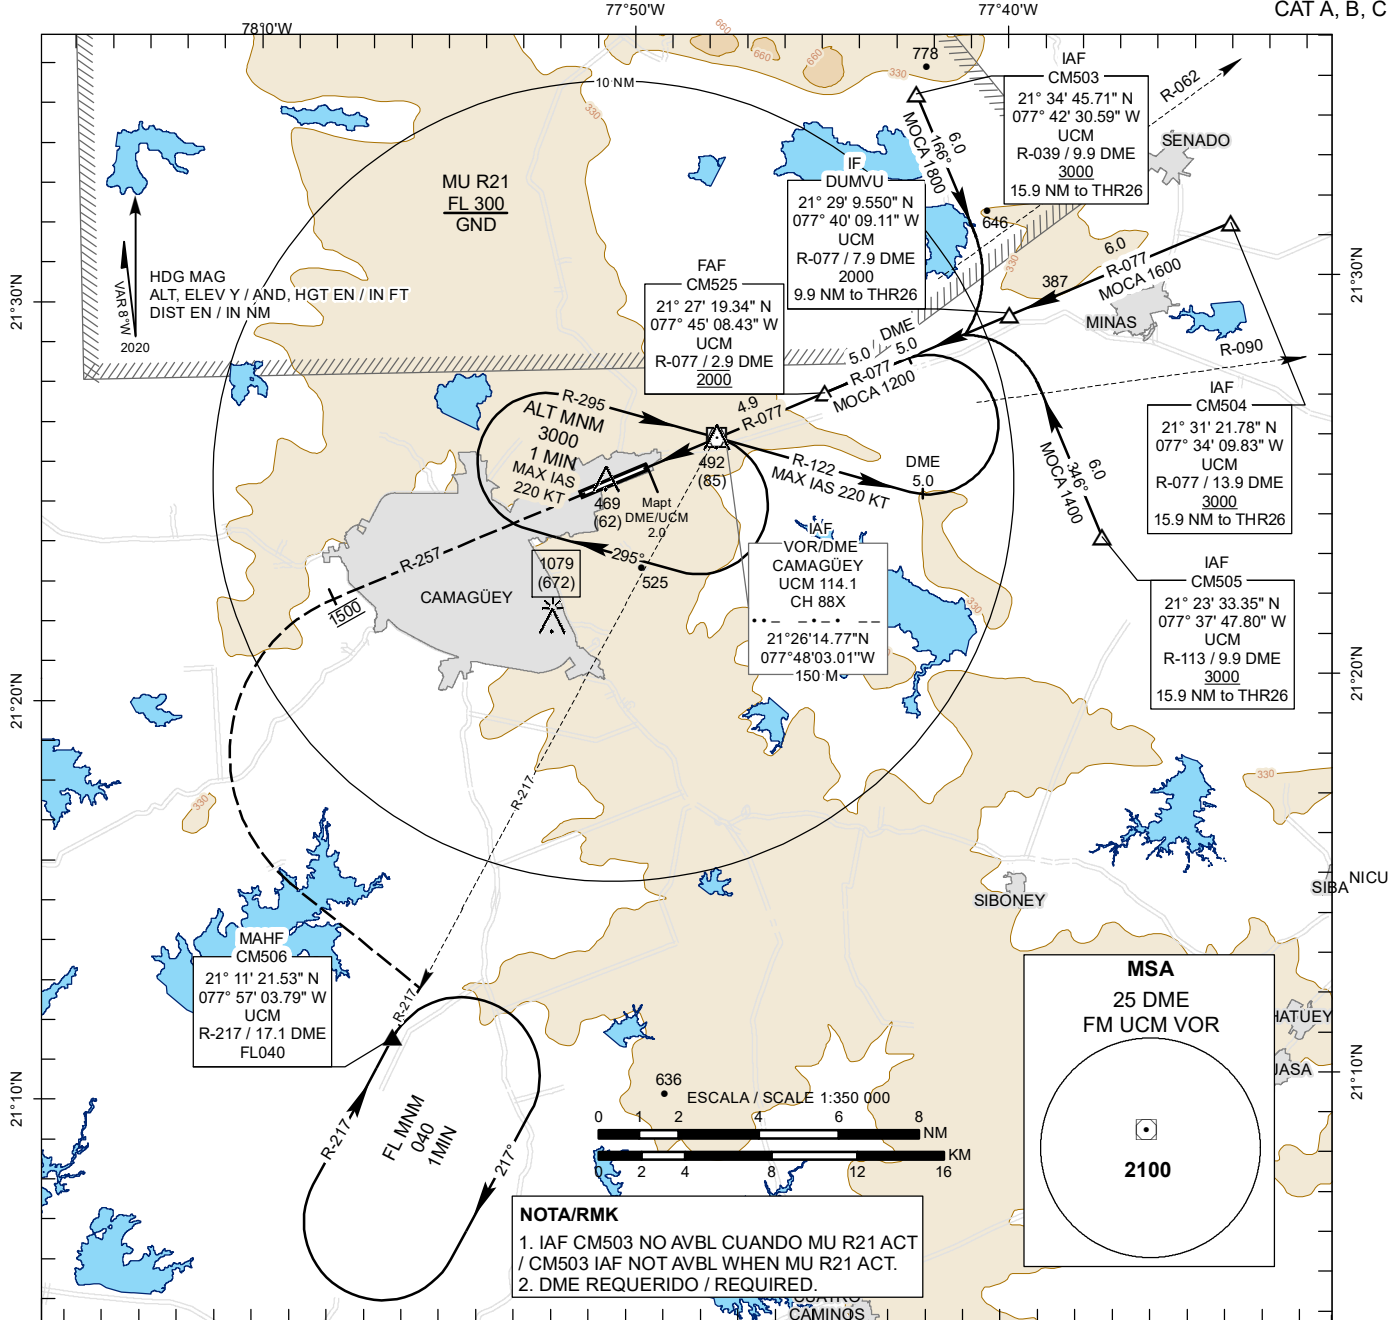 CAT A, B, C
78°0'W
77°50'W
77°40'W
660
660
660
330
10 NM
330
778
IAF
CM503
21° 34' 45.71" N
077° 42' 30.59" W
UCM
R-039 / 9.9 DME
3000
15.9 NM to THR26
R-062
SENADO
6.0
166°
MOCA 1800
IF
DUMVU
21° 29' 9.550" N
077° 40' 09.11" W
UCM
R-077 / 7.9 DME
2000
9.9 NM to THR26
MU R21
FL 300
GND
646
330
6.0
R-077
MOCA 1600
387
MINAS
HDG MAG
ALT, ELEV Y / AND, HGT EN / IN FT
DIST EN / IN NM
VAR 8°W
2020
21°30'N
21°30'N
FAF
CM525
21° 27' 19.34" N
077° 45' 08.43" W
UCM
R-077 / 2.9 DME
2000
5.0 / DME
5.0
R-077
MOCA 1200
R-090
IAF
CM504
21° 31' 21.78" N
077° 34' 09.83" W
UCM
R-077 / 13.9 DME
3000
15.9 NM to THR26
R-295
ALT MNM
3000
1 MIN
MAX IAS
220 KT
4.9
R-077
492
(85)
R-122
MAX IAS 220 KT
DME
5.0
6.0
346°
MOCA 1400
469
(62)
Mapt
DME/UCM
2.0
295°
525
R-257
1079
(672)
CAMAGÜEY
1500
IAF
VOR/DME
CAMAGÜEY
UCM 114.1
CH 88X
21°26'14.77"N
077°48'03.01"W
150 M
330
IAF
CM505
21° 23' 33.35" N
077° 37' 47.80" W
UCM
R-113 / 9.9 DME
3000
15.9 NM to THR26
21°20'N
21°20'N
R-217
330
330
SIBONEY
SIBANICU
MAHF
CM506
21° 11' 21.53" N
077° 57' 03.79" W
UCM
R-217 / 17.1 DME
FL040
R-217
MSA
25 DME
FM UCM VOR
2100
HATUEY
JASA
21°10'N
21°10'N
R-217
FL MNM
040
1MIN
217°
636
ESCALA / SCALE 1:350 000
0 1 2 4 6 8
NM
KM
0 2 4 8 12 16
NOTA/RMK
1. IAF CM503 NO AVBL CUANDO MU R21 ACT
/ CM503 IAF NOT AVBL WHEN MU R21 ACT.
2. DME REQUERIDO / REQUIRED.
CUATRO
CAMINOS